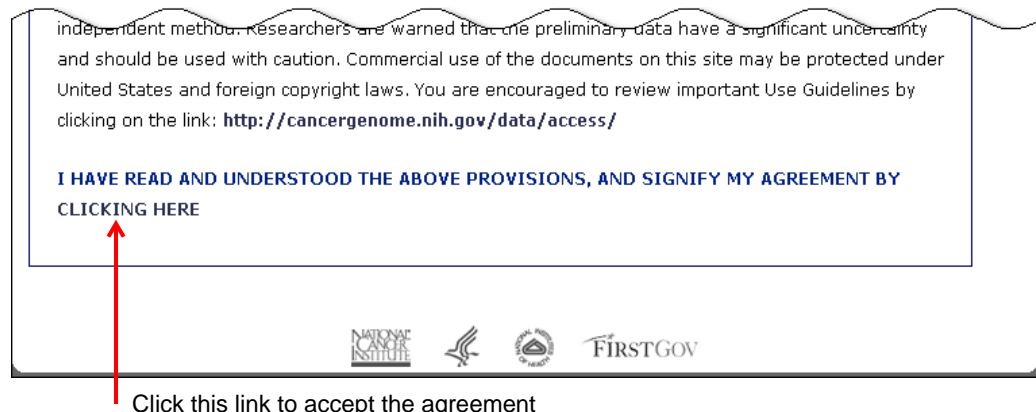 independent method. Researchers are warned that the preliminary data have a significant uncertainty
and should be used with caution. Commercial use of the documents on this site may be protected under
United States and foreign copyright laws. You are encouraged to review important Use Guidelines by
clicking on the link: http://cancergenome.nih.gov/data/access/
I HAVE READ AND UNDERSTOOD THE ABOVE PROVISIONS, AND SIGNIFY MY AGREEMENT BY
CLICKING HERE
NATIONAL
CANCER
INSTITUTE
NATIONAL INSTITUTES
OF HEALTH
FIRSTGOV
Click this link to accept the agreement